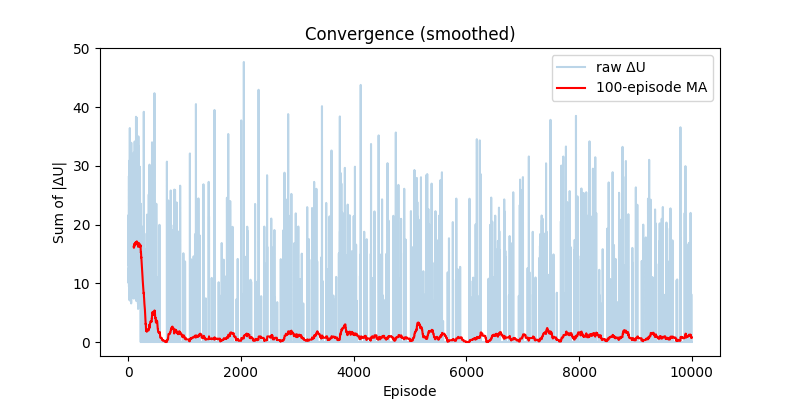 Convergence (smoothed)
raw ΔU
100-episode MA
Sum of |ΔU|
50
40
30
20
10
0
0 2000 4000 6000 8000 10000
Episode